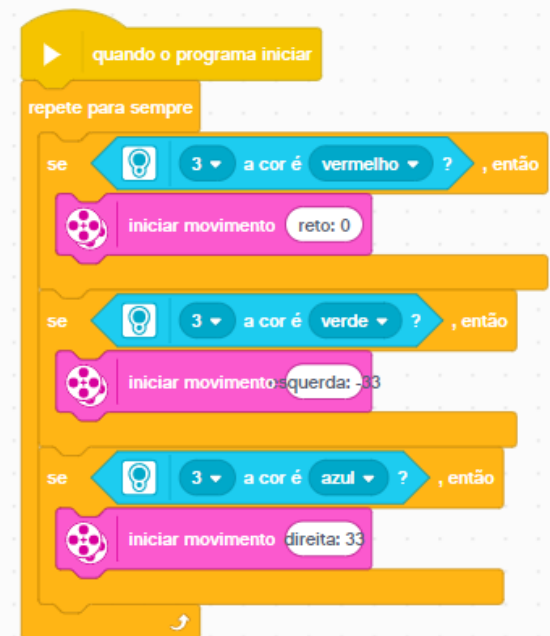 quando o programa iniciar
repete para sempre
se 3 a cor é vermelho ? , então
iniciar movimento reto: 0
se 3 a cor é verde ? , então
iniciar movimento esquerda: -33
se 3 a cor é azul ? , então
iniciar movimento direita: 33